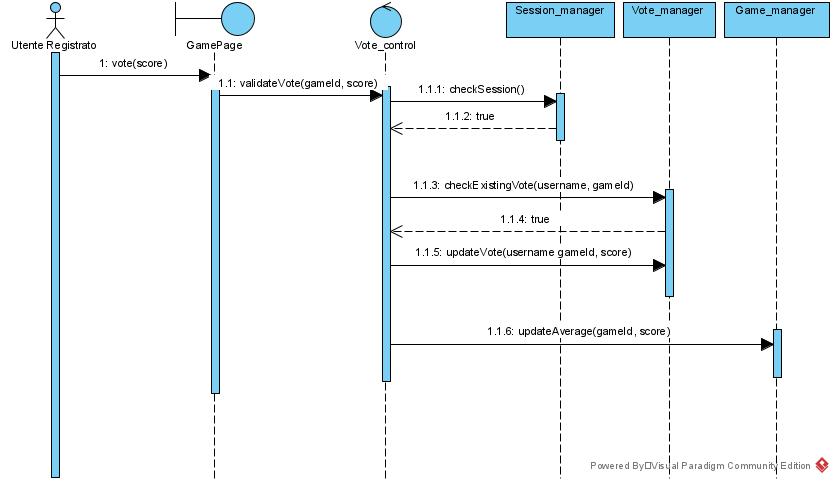 Session_manager
Vote_manager
Game_manager
Utente Registrato
GamePage
Vote_control
1: vote(score)
1.1: validateVote(gameId, score)
1.1.1: checkSession()
1.1.2: true
1.1.3: checkExistingVote(username, gameId)
1.1.4: true
1.1.5: updateVote(username gameId, score)
1.1.6: updateAverage(gameId, score)
Powered By Visual Paradigm Community Edition